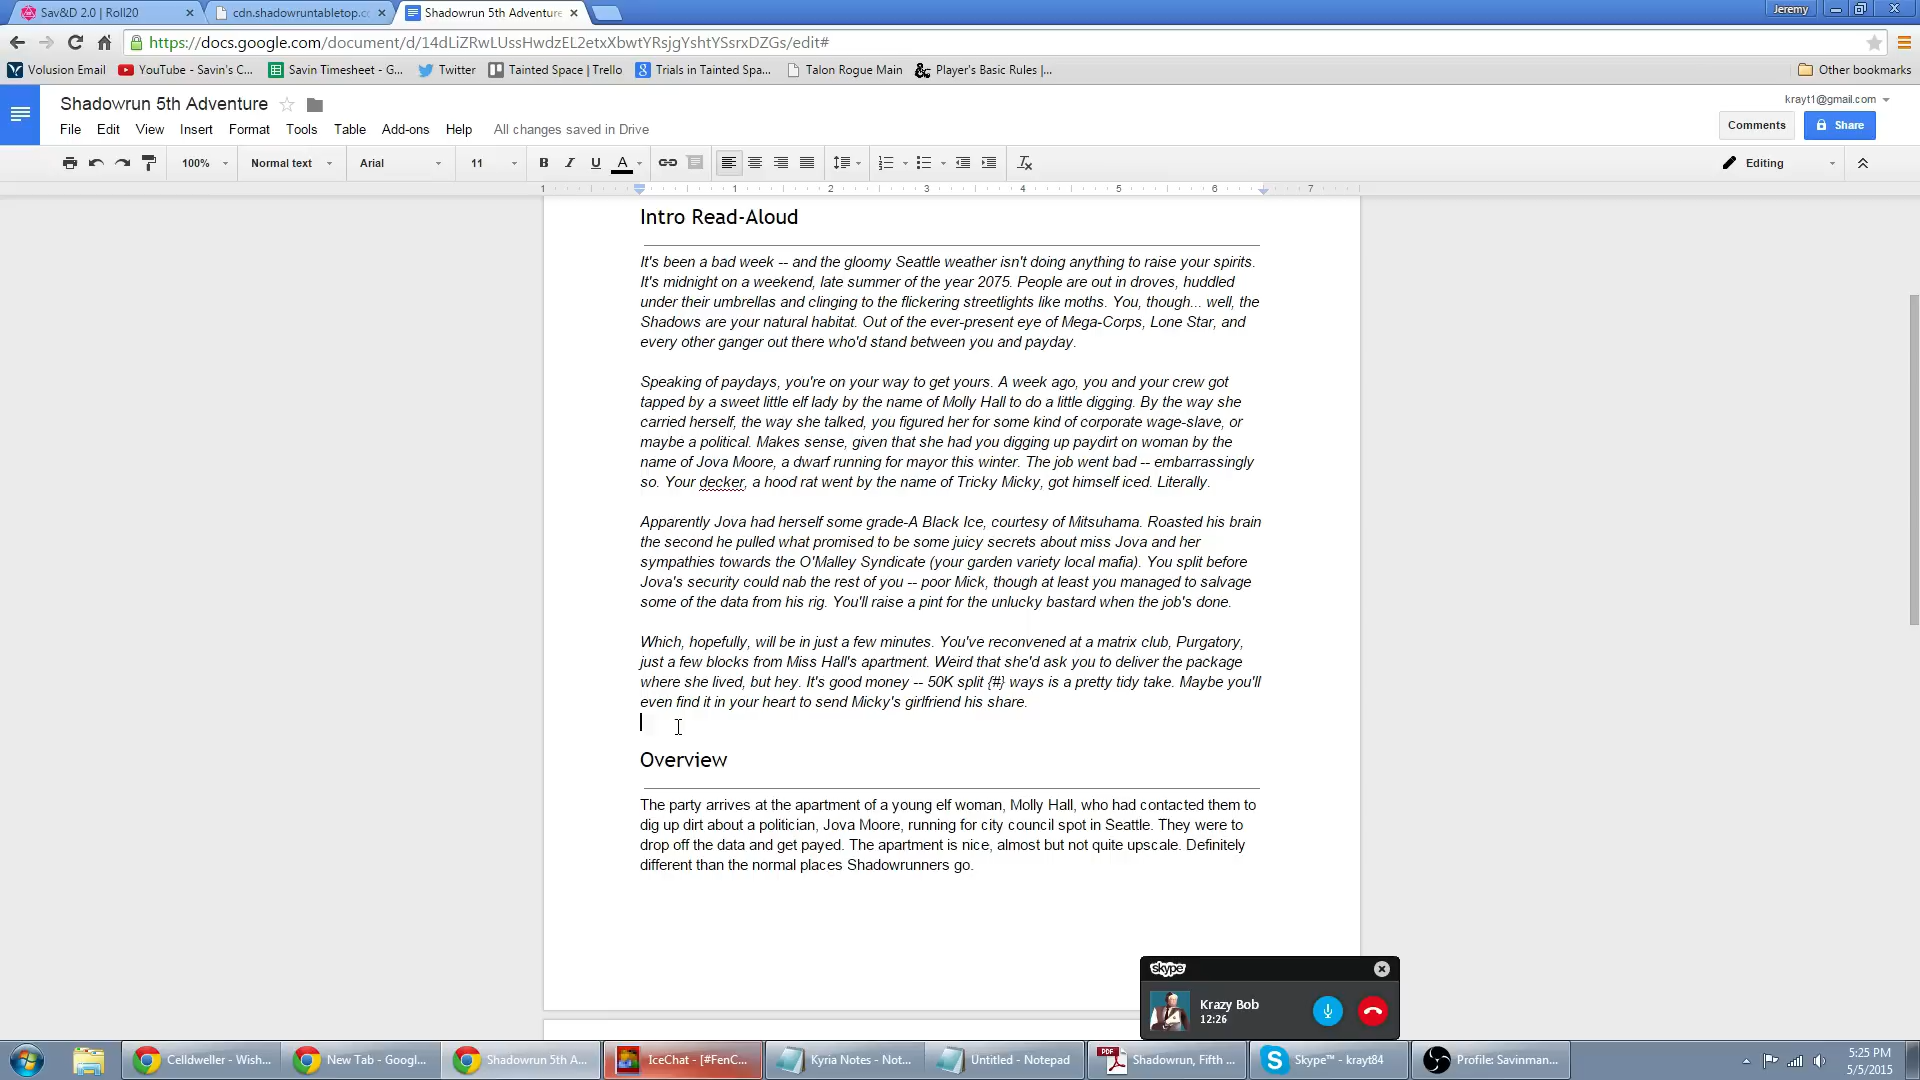 Sav&D 2.0 | Roll20
cdn.shadowruntabletop.co
Shadowrun 5th Adventure
Jeremy
https://docs.google.com/document/d/14dLiZRwLUssHwdzEL2etxXbwtYRsjgYshtYSsrxDZGs/edit#
Volusion Email
YouTube - Savin's C...
Savin Timesheet - G...
Twitter
Tainted Space | Trello
Trials in Tainted Spa...
Talon Rogue Main
Player's Basic Rules |...
Other bookmarks
Shadowrun 5th Adventure
krayt1@gmail.com
File Edit View Insert Format Tools Table Add-ons Help All changes saved in Drive
Comments
Share
100% Normal text Arial 11 B I U A
Editing
1 1 2 3 4 5 6 7
Intro Read-Aloud
It's been a bad week -- and the gloomy Seattle weather isn't doing anything to raise your spirits.
It's midnight on a weekend, late summer of the year 2075. People are out in droves, huddled
under their umbrellas and clinging to the flickering streetlights like moths. You, though... well, the
Shadows are your natural habitat. Out of the ever-present eye of Mega-Corps, Lone Star, and
every other ganger out there who'd stand between you and payday.
Speaking of paydays, you're on your way to get yours. A week ago, you and your crew got
tapped by a sweet little elf lady by the name of Molly Hall to do a little digging. By the way she
carried herself, the way she talked, you figured her for some kind of corporate wage-slave, or
maybe a political. Makes sense, given that she had you digging up paydirt on woman by the
name of Jova Moore, a dwarf running for mayor this winter. The job went bad -- embarrassingly
so. Your decker, a hood rat went by the name of Tricky Micky, got himself iced. Literally.
Apparently Jova had herself some grade-A Black Ice, courtesy of Mitsuhama. Roasted his brain
the second he pulled what promised to be some juicy secrets about miss Jova and her
sympathies towards the O'Malley Syndicate (your garden variety local mafia). You split before
Jova's security could nab the rest of you -- poor Mick, though at least you managed to salvage
some of the data from his rig. You'll raise a pint for the unlucky bastard when the job's done.
Which, hopefully, will be in just a few minutes. You've reconvened at a matrix club, Purgatory,
just a few blocks from Miss Hall's apartment. Weird that she'd ask you to deliver the package
where she lived, but hey. It's good money -- 50K split {#} ways is a pretty tidy take. Maybe you'll
even find it in your heart to send Micky's girlfriend his share.
Overview
The party arrives at the apartment of a young elf woman, Molly Hall, who had contacted them to
dig up dirt about a politician, Jova Moore, running for city council spot in Seattle. They were to
drop off the data and get payed. The apartment is nice, almost but not quite upscale. Definitely
different than the normal places Shadowrunners go.
skype
Krazy Bob
12:26
Celldweller - Wish...
New Tab - Googl...
Shadowrun 5th A...
IceChat - [#FenC...
Kyria Notes - Not...
Untitled - Notepad
PDF
Shadowrun, Fifth ...
Skype™ - krayt84
Profile: Savinman...
5:25 PM
5/5/2015